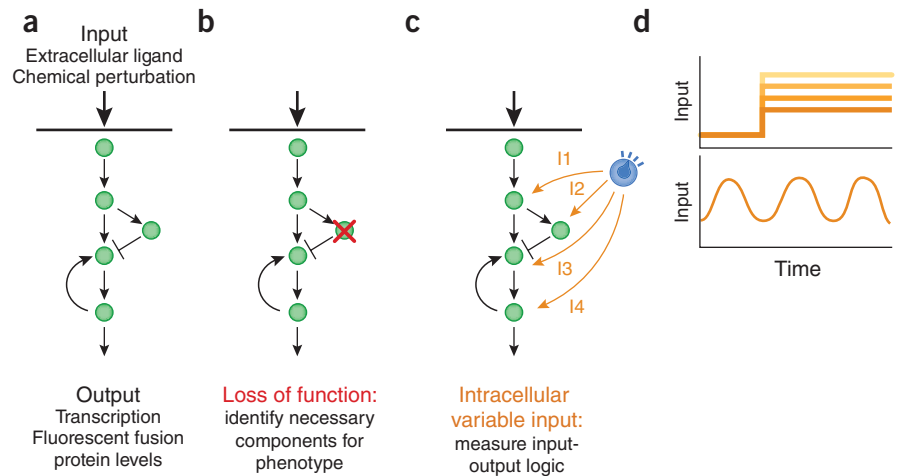 a
Input
Extracellular ligand
Chemical perturbation
Output
Transcription
Fluorescent fusion
protein levels
b
Loss of function:
identify necessary
components for
phenotype
c
I1
I2
I3
I4
Intracellular
variable input:
measure input-
output logic
d
Input
Input
Time